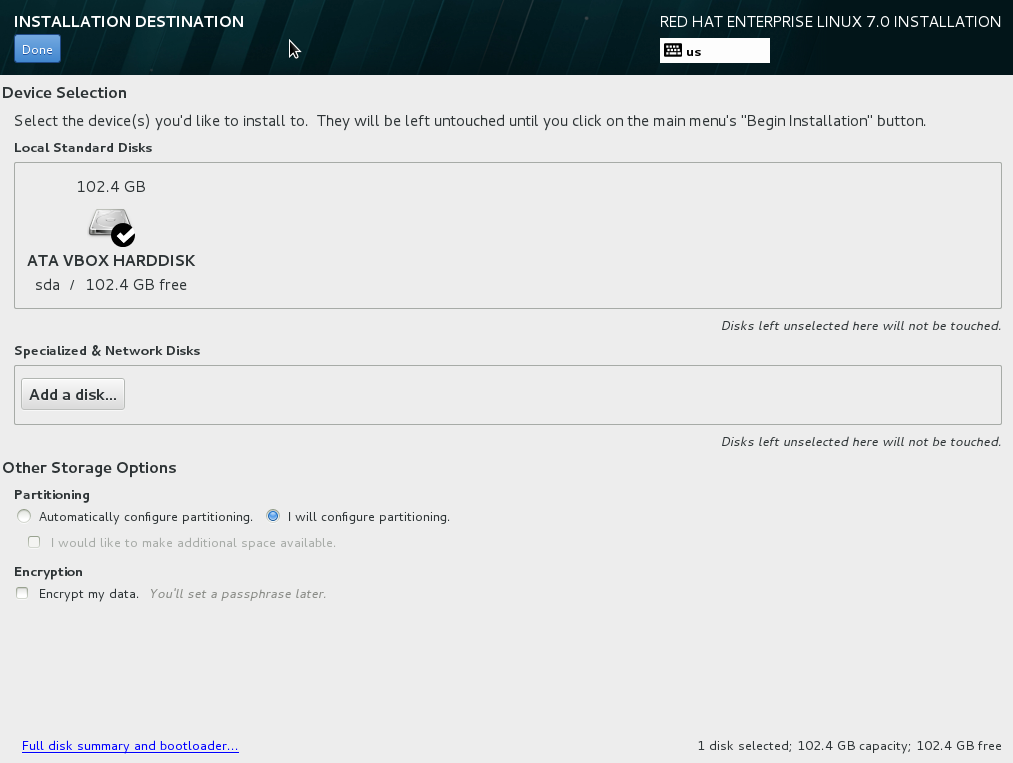 INSTALLATION DESTINATION
RED HAT ENTERPRISE LINUX 7.0 INSTALLATION
Done
us
Device Selection
Select the device(s) you'd like to install to.  They will be left untouched until you click on the main menu's "Begin Installation" button.
Local Standard Disks
102.4 GB
ATA VBOX HARDDISK
sda / 102.4 GB free
Disks left unselected here will not be touched.
Specialized & Network Disks
Add a disk...
Disks left unselected here will not be touched.
Other Storage Options
Partitioning
Automatically configure partitioning. I will configure partitioning.
I would like to make additional space available.
Encryption
Encrypt my data. You'll set a passphrase later.
Full disk summary and bootloader...
1 disk selected; 102.4 GB capacity; 102.4 GB free